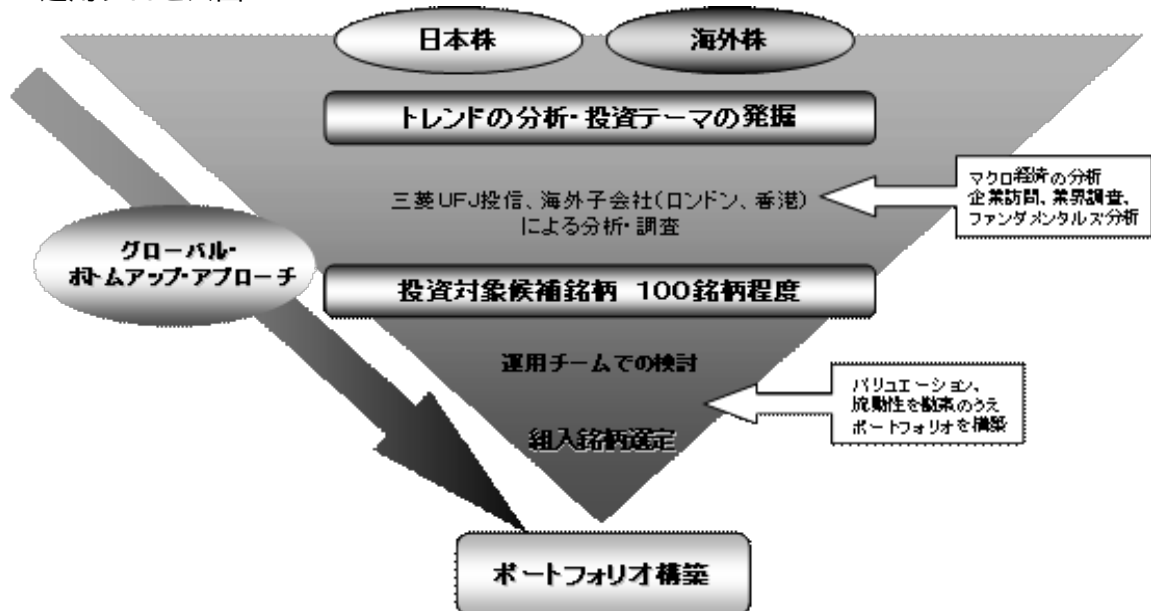 日本株
海外株
トレンドの分析・投資テーマの発掘
マクロ経済の分析
企業訪問、業界調査、
ファンダメンタルズ分析
三菱UFJ投信、海外子会社(ロンドン、香港)
による分析・調査
グローバル・
ボトムアップ・アプローチ
投資対象候補銘柄 100銘柄程度
運用チームでの検討
バリュエーション、
流動性を勘案のうえ
ポートフォリオを構築
組入銘柄選定
ポートフォリオ構築